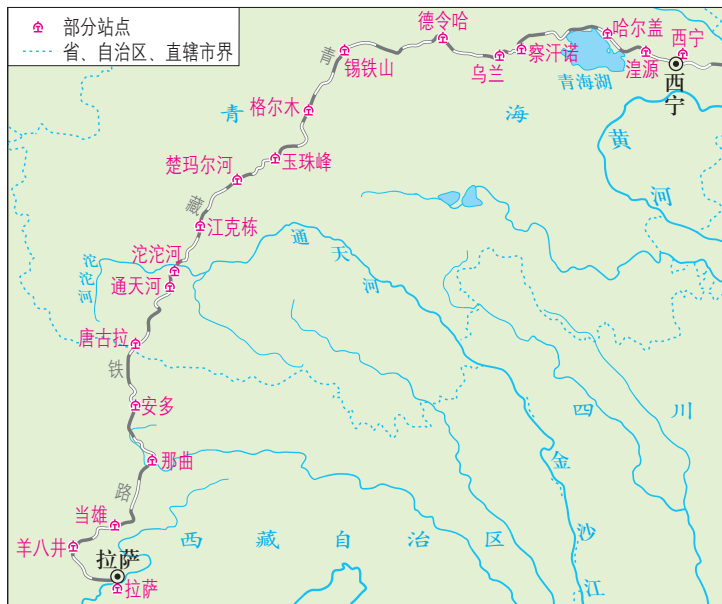 部分站点
省、自治区、直辖市界
德令哈
哈尔盖
西宁
青
锡铁山
乌兰
察汗诺
湟源
西宁
青海湖
格尔木
青
海
黄
河
楚玛尔河
玉珠峰
藏
江克栋
沱沱河
沱沱河
通天河
通
天
河
唐古拉
铁
安多
四
川
那曲
金
沙
江
路
当雄
羊八井
西藏自治区
拉萨
拉萨